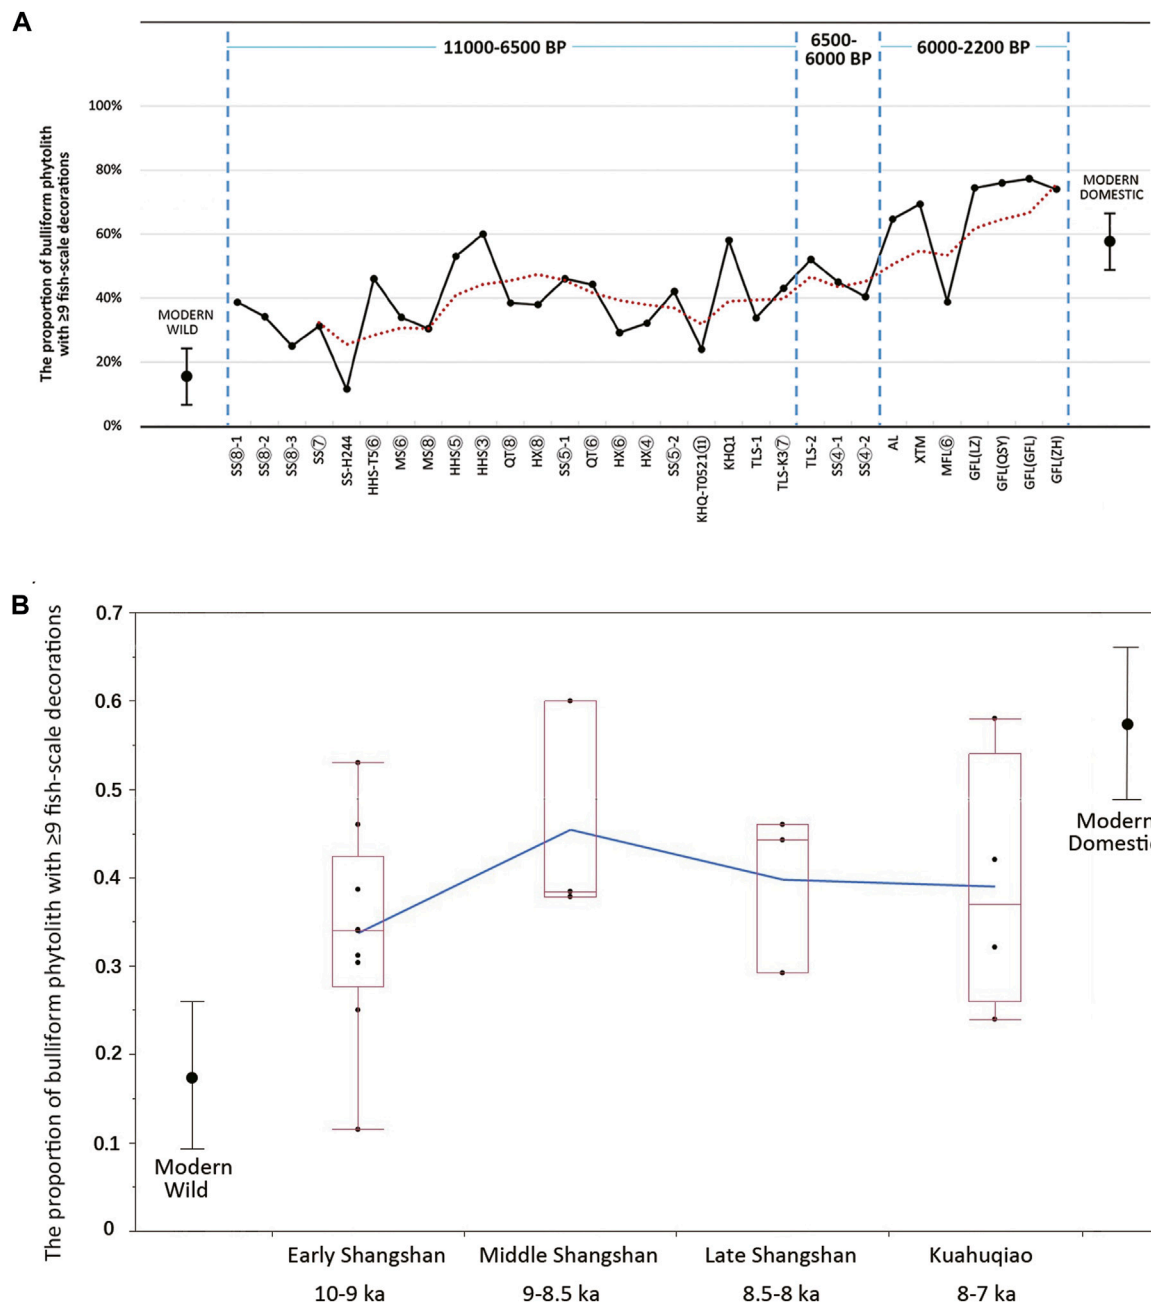 A
11000-6500 BP
6500-
6000 BP
6000-2200 BP
The proportion of bulliform phytolith
with ≥9 fish-scale decorations
100%
80%
60%
40%
20%
0%
MODERN
WILD
MODERN
DOMESTIC
SS⑧-1
SS⑧-2
SS⑧-3
SS⑦
SS-H244
HHS-T5⑥
MS⑥
MS⑧
HHS⑤
HHS③
QT⑧
HX⑧
SS⑤-1
QT⑥
HX⑥
HX④
SS⑤-2
KHQ-T0521⑪
KHQ1
TLS-1
TLS-K3⑦
TLS-2
SS④-1
SS④-2
AL
XTM
MFL⑥
GFL(LZ)
GFL(QSY)
GFL(GFL)
GFL(ZH)
B
The proportion of bulliform phytolith with ≥9 fish-scale decorations
0.7
0.6
0.5
0.4
0.3
0.2
0.1
0
Modern
Wild
Modern
Domestic
Early Shangshan
Middle Shangshan
Late Shangshan
Kuahuqiao
10-9 ka
9-8.5 ka
8.5-8 ka
8-7 ka